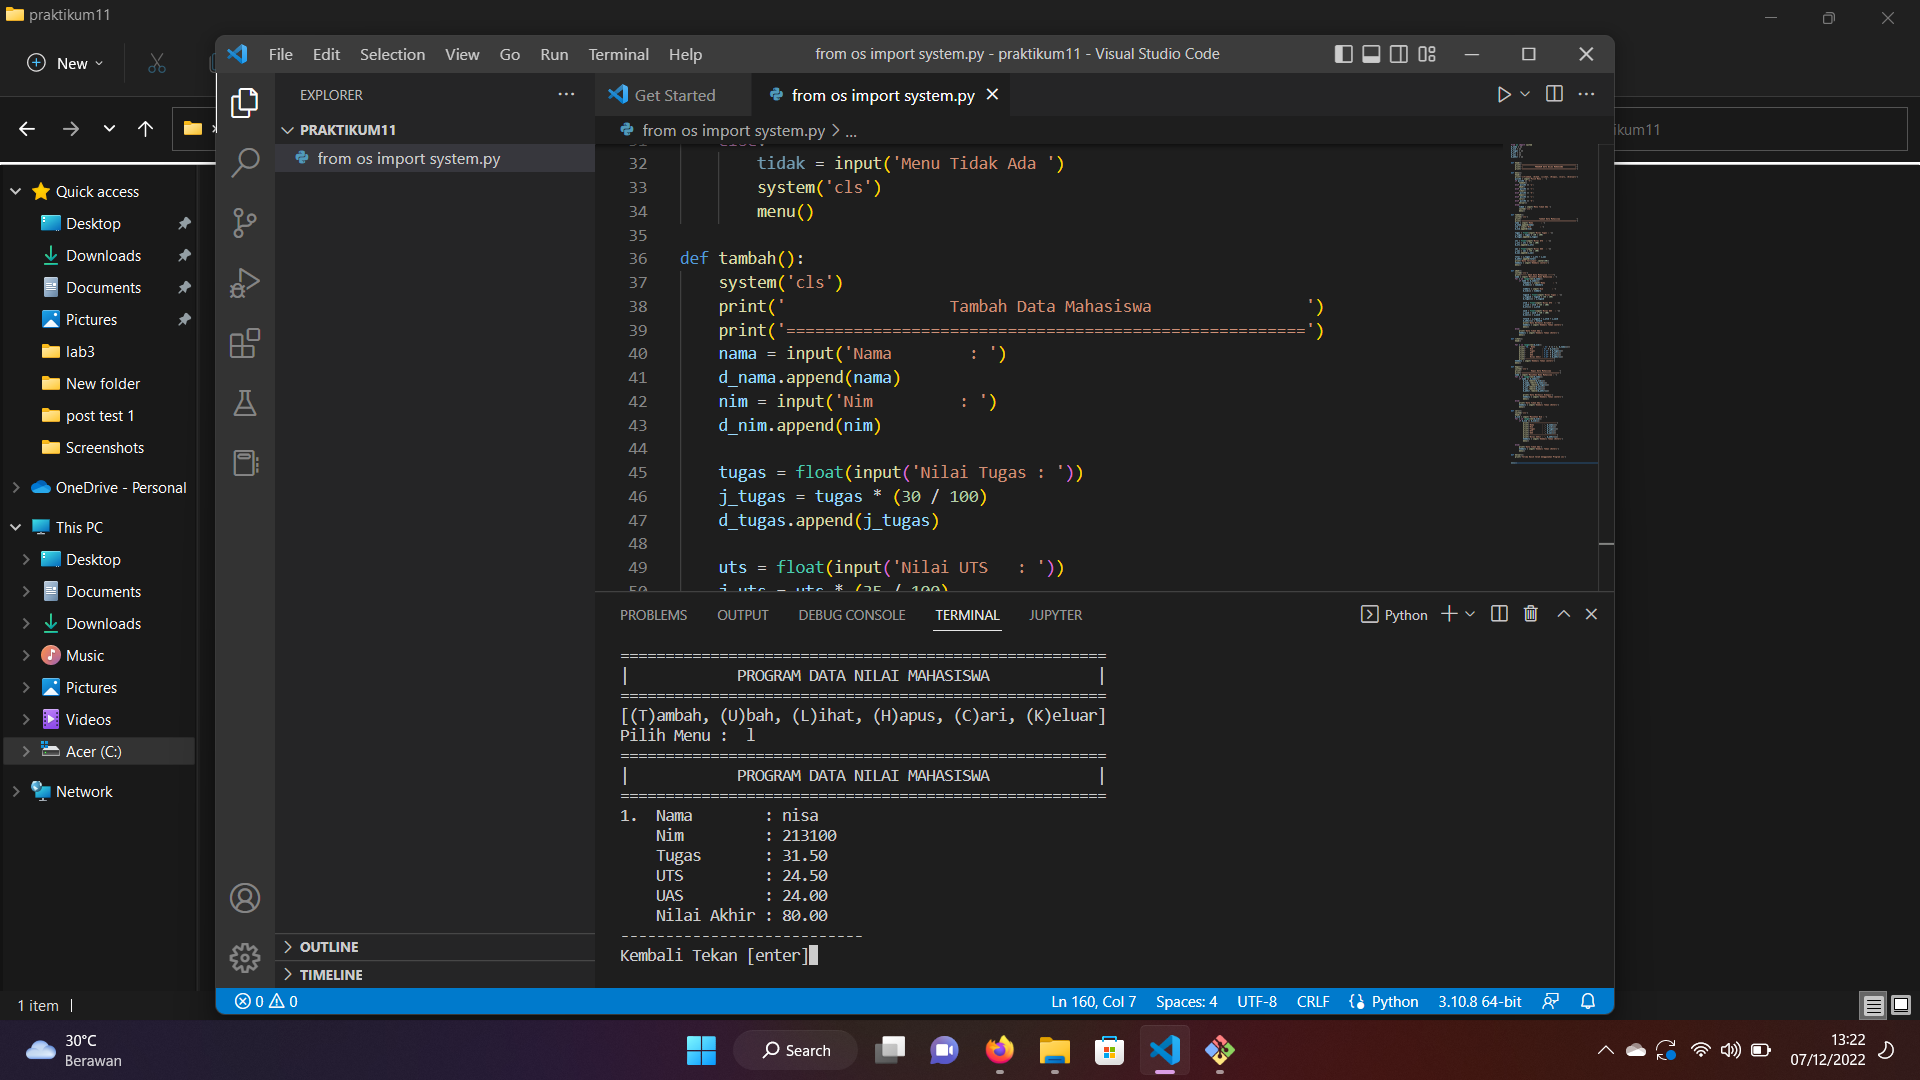 praktikum11
New
File Edit Selection View Go Run Terminal Help
from os import system.py - praktikum11 - Visual Studio Code
ikum11
Quick access
Desktop
Downloads
Documents
Pictures
lab3
New folder
post test 1
Screenshots
OneDrive - Personal
This PC
Desktop
Documents
Downloads
Music
Pictures
Videos
Acer (C:)
Network
1 item
EXPLORER
PRAKTIKUM11
from os import system.py
OUTLINE
TIMELINE
Get Started
from os import system.py
from os import system.py > ...
32 tidak = input('Menu Tidak Ada ')
33 system('cls')
34 menu()
35
36 def tambah():
37 system('cls')
38 print('                 Tambah Data Mahasiswa                ')
39 print('======================================================')
40 nama = input('Nama        : ')
41 d_nama.append(nama)
42 nim = input('Nim         : ')
43 d_nim.append(nim)
44
45 tugas = float(input('Nilai Tugas : '))
46 j_tugas = tugas * (30 / 100)
47 d_tugas.append(j_tugas)
48
49 uts = float(input('Nilai UTS   : '))
50 j_uts = uts * (35 / 100)
PROBLEMS OUTPUT DEBUG CONSOLE TERMINAL JUPYTER
Python
======================================================
|            PROGRAM DATA NILAI MAHASISWA            |
======================================================
[(T)ambah, (U)bah, (L)ihat, (H)apus, (C)ari, (K)eluar]
Pilih Menu :  l
======================================================
|            PROGRAM DATA NILAI MAHASISWA            |
======================================================
1.  Nama        : nisa
Nim         : 213100
Tugas       : 31.50
UTS         : 24.50
UAS         : 24.00
Nilai Akhir : 80.00
---------------------------
Kembali Tekan [enter]
0 0
Ln 160, Col 7 Spaces: 4 UTF-8 CRLF Python 3.10.8 64-bit
30°C
Berawan
Search
13:22
07/12/2022